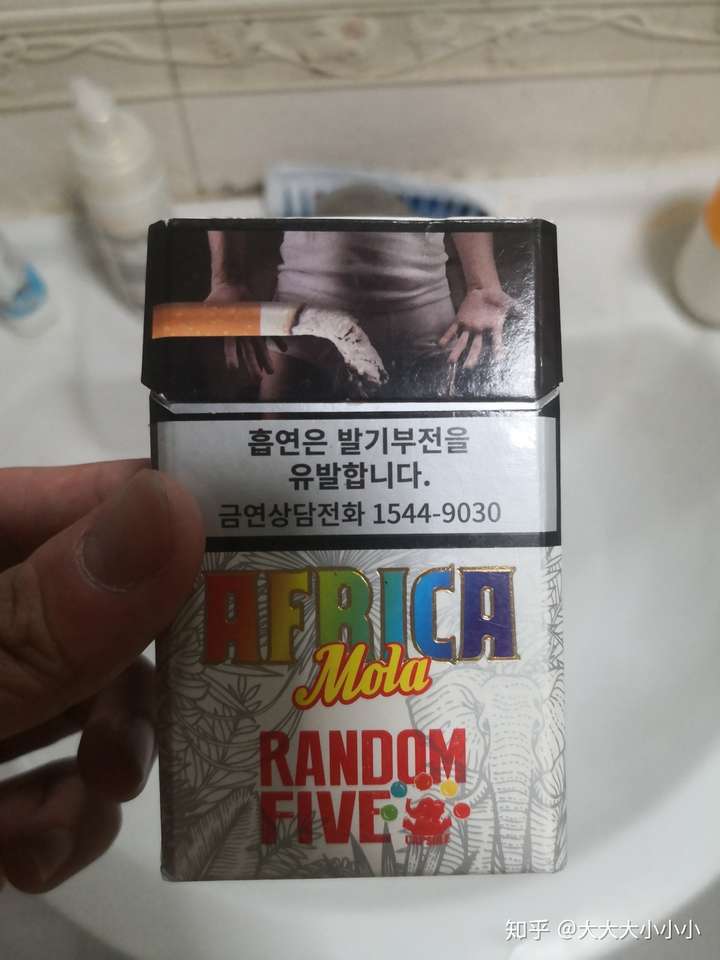 흡연은 발기부전을
유발합니다.
금연상담전화 1544-9030
AFRICA
Mola
RANDOM
FIVE
CAPSULE
知乎 @大大大小小小